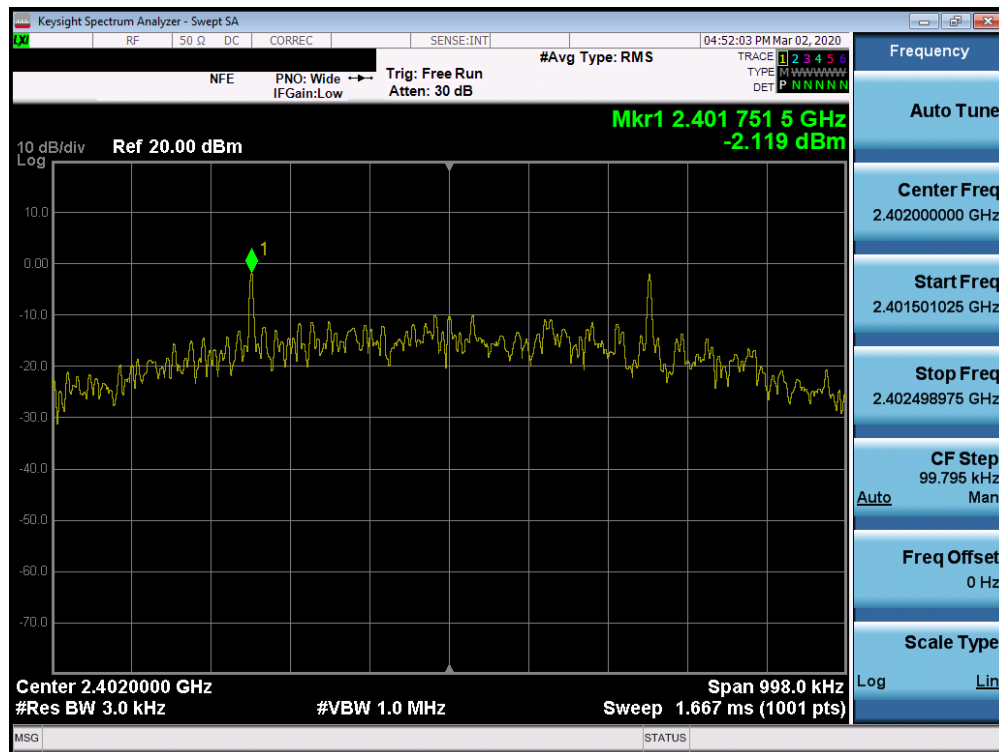 Keysight Spectrum Analyzer - Swept SA
LXI RF 50 Ω DC CORREC SENSE:INT 04:52:03 PM Mar 02, 2020
NFE PNO: Wide Trig: Free Run #Avg Type: RMS TRACE 1 2 3 4 5 6
IFGain:Low Atten: 30 dB TYPE M WWWWW
DET P N N N N N
Mkr1 2.401 751 5 GHz
-2.119 dBm
10 dB/div Ref 20.00 dBm
Log
1
10.0
0.00
-10.0
-20.0
-30.0
-40.0
-50.0
-60.0
-70.0
Center 2.4020000 GHz Span 998.0 kHz
#Res BW 3.0 kHz #VBW 1.0 MHz Sweep 1.667 ms (1001 pts)
MSG STATUS
Frequency
Auto Tune
Center Freq
2.402000000 GHz
Start Freq
2.401501025 GHz
Stop Freq
2.402498975 GHz
CF Step
99.795 kHz
Auto Man
Freq Offset
0 Hz
Scale Type
Log Lin